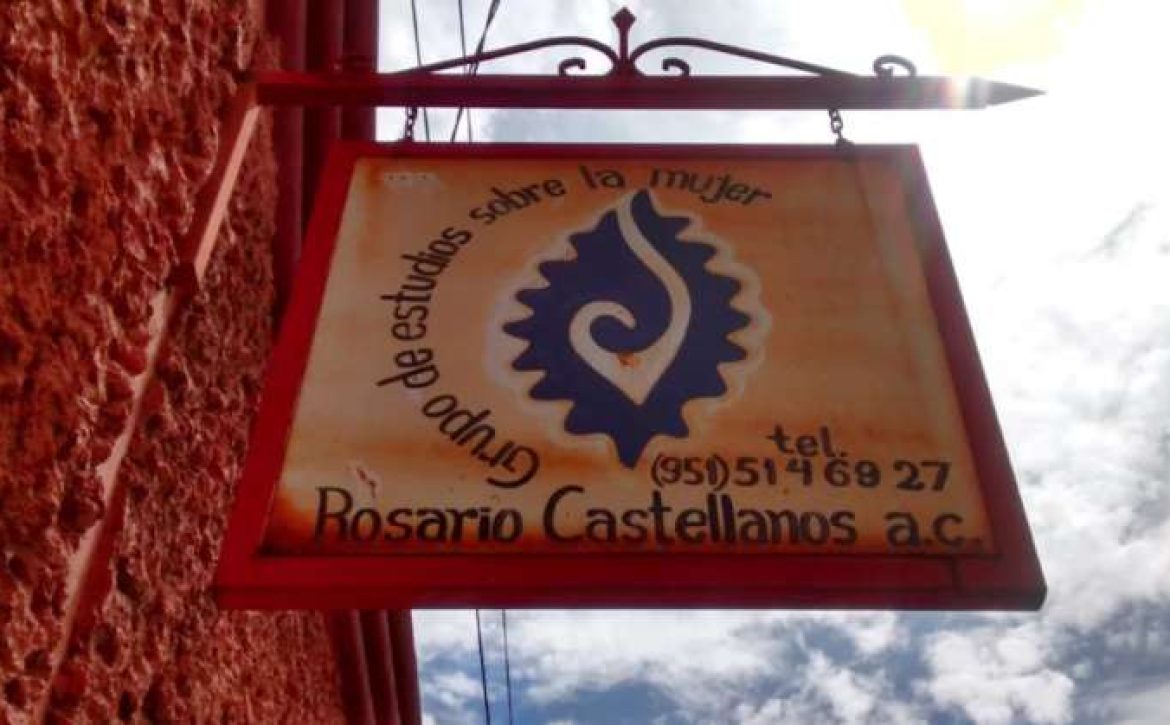 Grupo de estudios sobre la mujer
tel.
(951) 514 69 27
Rosario Castellanos a.c.